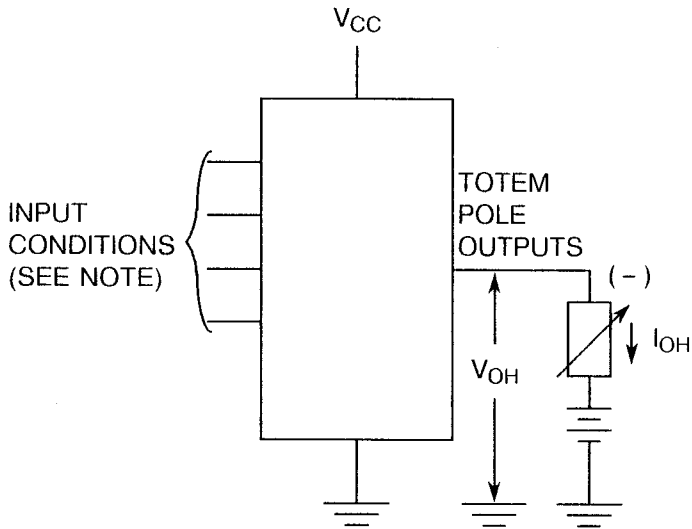 VCC
INPUT
CONDITIONS
(SEE NOTE)
TOTEM
POLE
OUTPUTS
(−)
IOH
VOH